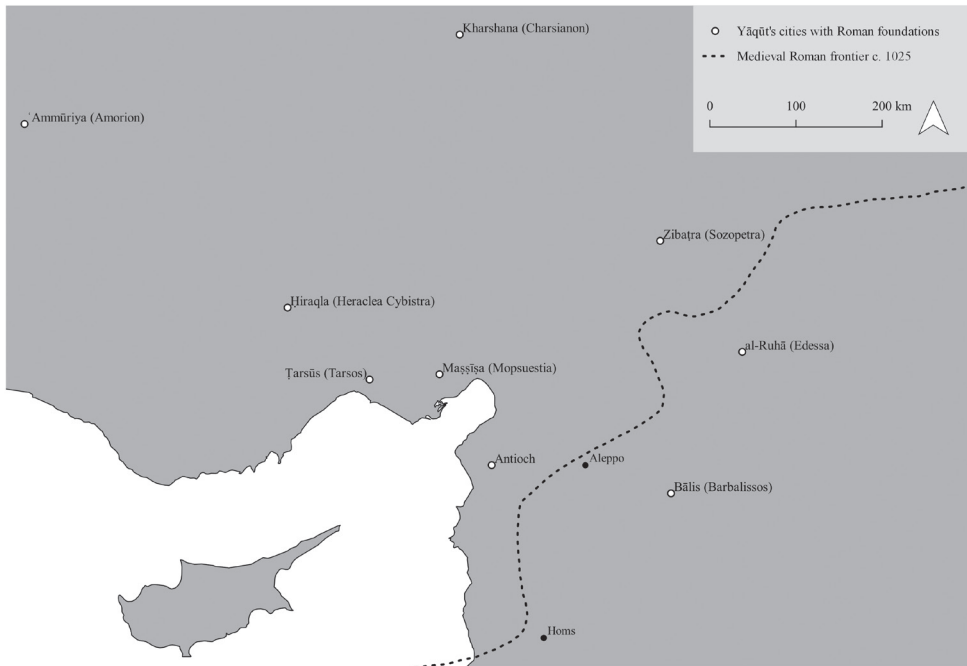 Kharshana (Charsianon)
Yāqūt's cities with Roman foundations
Medieval Roman frontier c. 1025
0 100 200 km
ʿAmmūriya (Amorion)
Zibaṭra (Sozopetra)
Ḥiraqla (Heraclea Cybistra)
al-Ruhā (Edessa)
Ṭarsūs (Tarsos)
Maṣṣīṣa (Mopsuestia)
Antioch
Aleppo
Bālis (Barbalissos)
Homs